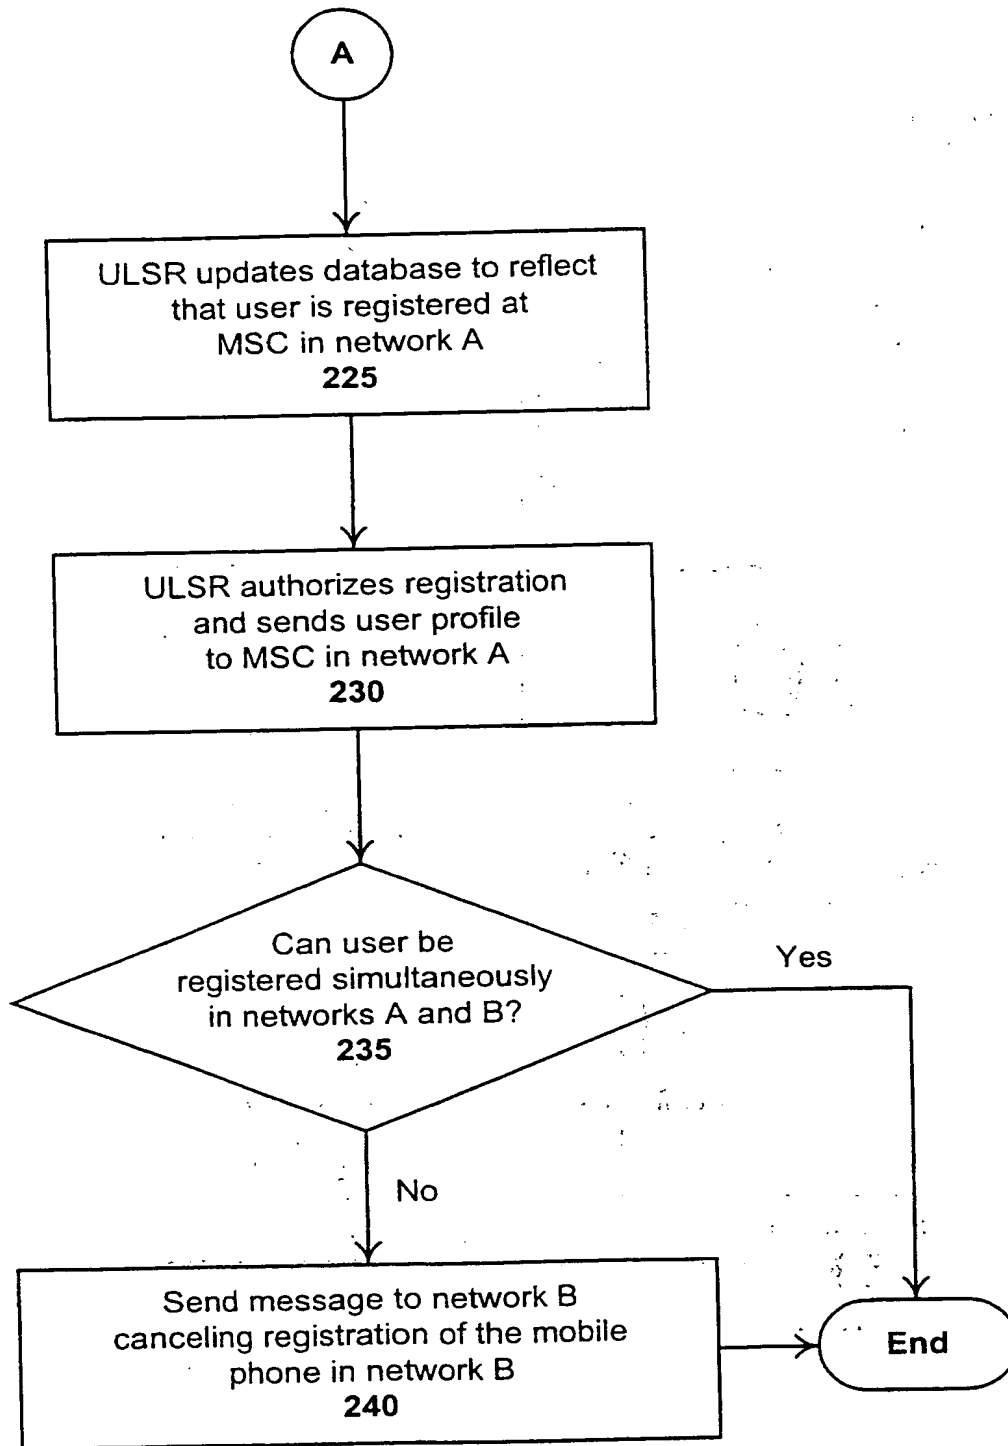 A
ULSR updates database to reflect
that user is registered at
MSC in network A
225
ULSR authorizes registration
and sends user profile
to MSC in network A
230
Can user be
registered simultaneously
in networks A and B?
235
Yes
No
Send message to network B
canceling registration of the mobile
phone in network B
240
End